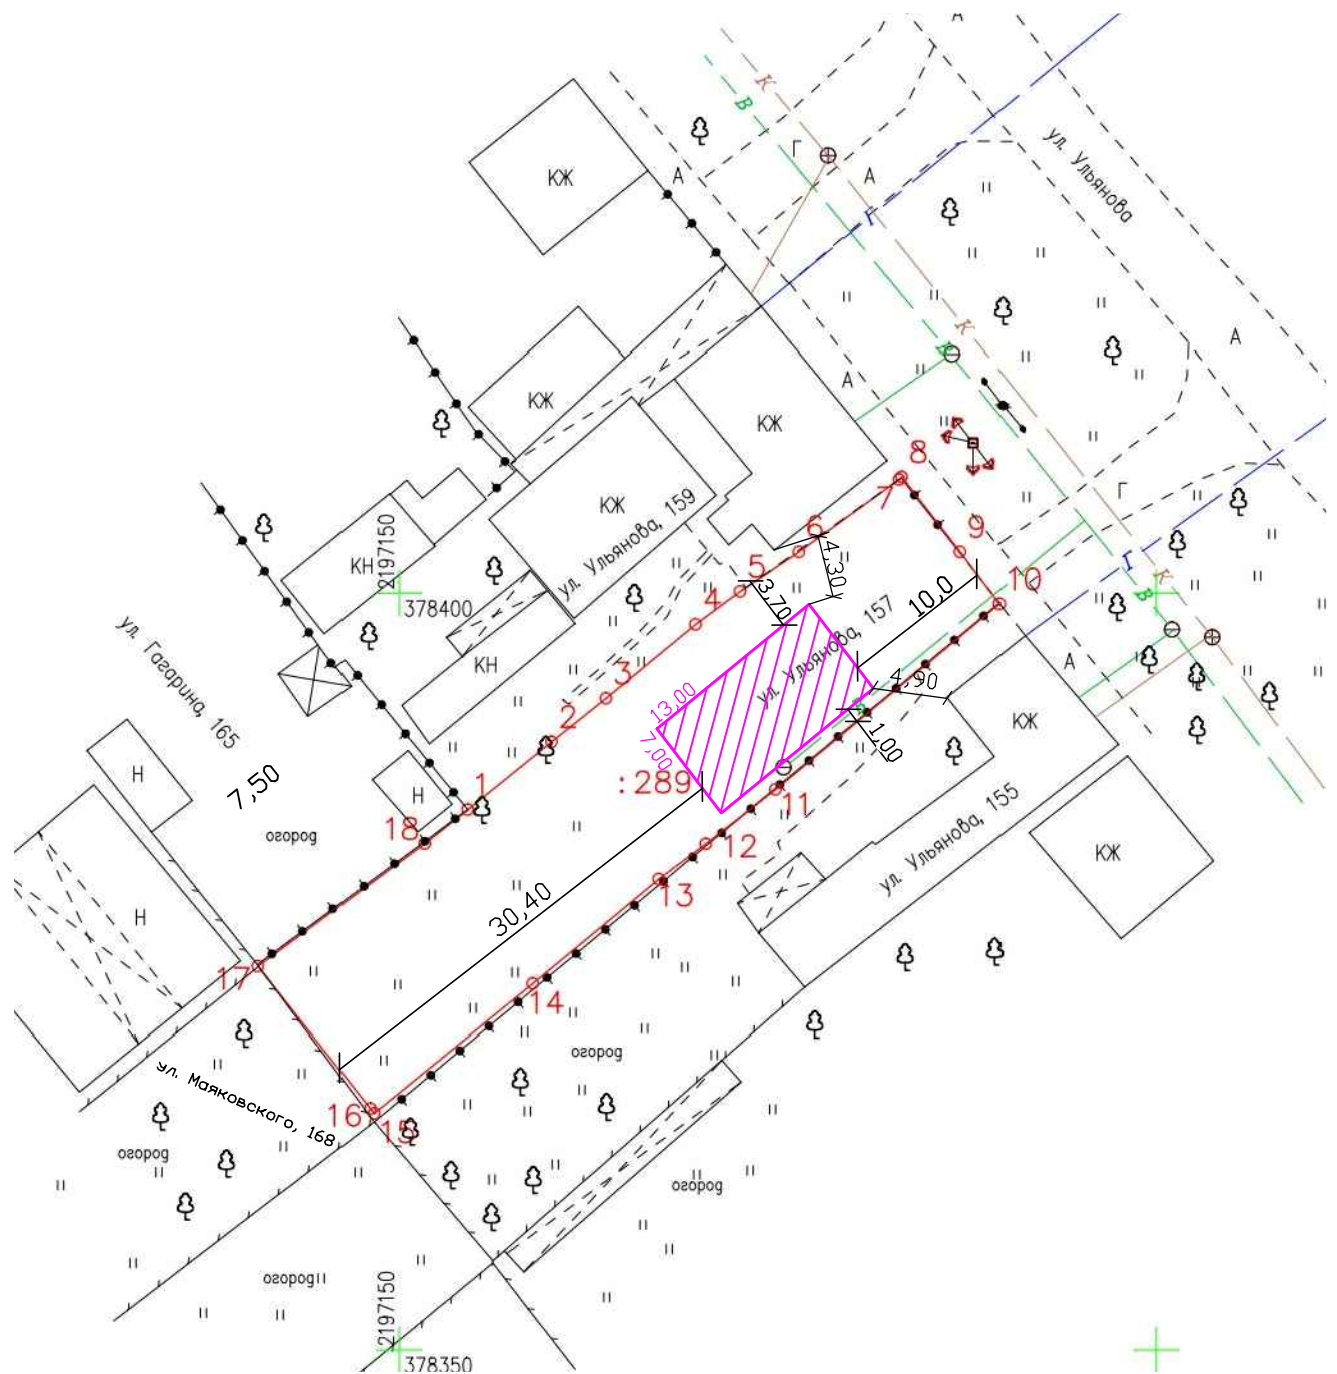 А
К
В
ул. Ульянова
Г
А
КЖ
А
Г
К
В
А
А
КЖ
КЖ
8
КЖ
Г
ул. Ульянова, 159
2197150
6
7
9
4,30
Г
КН
5
10
К
378400
4
3,70
10,0
В
ул. Ульянова, 157
ул. Гагарина, 165
КН
3
А
4,90
13,00
2
В
КЖ
7,00
1,00
Н
7,50
:289
Н
1
11
ул. Ульянова, 155
18
огород
12
КЖ
13
30,40
Н
17
14
огород
ул. Маяковского, 168
16
15
огород
огород
огород
2197150
378350